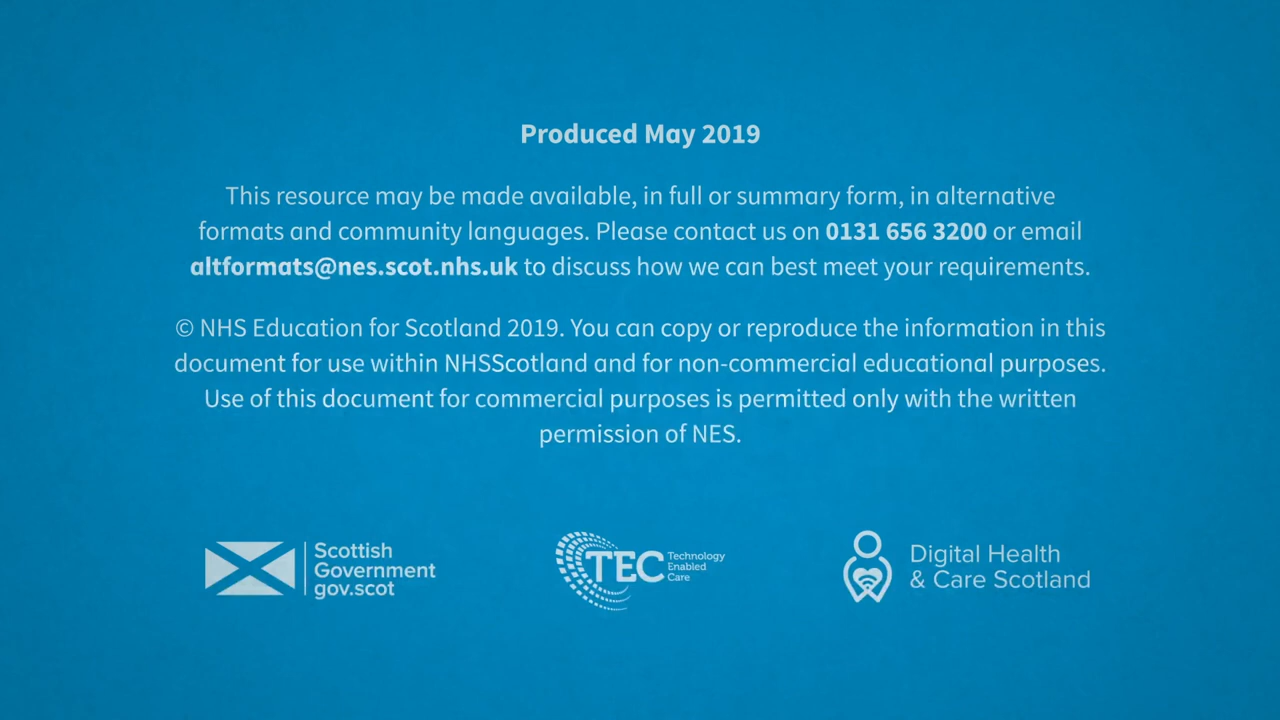 Produced May 2019
This resource may be made available, in full or summary form, in alternative
formats and community languages. Please contact us on 0131 656 3200 or email
altformats@nes.scot.nhs.uk to discuss how we can best meet your requirements.
© NHS Education for Scotland 2019. You can copy or reproduce the information in this
document for use within NHSScotland and for non-commercial educational purposes.
Use of this document for commercial purposes is permitted only with the written
permission of NES.
Scottish
Government
gov.scot
TEC
Technology
Enabled
Care
Digital Health
& Care Scotland